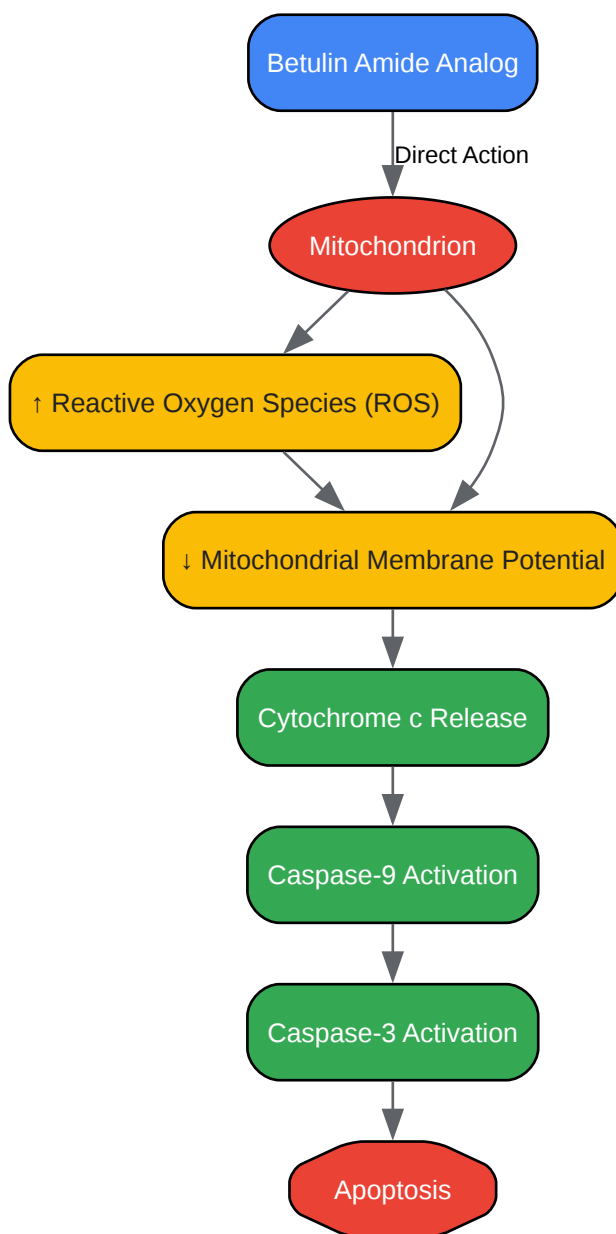 Betulin Amide Analog
Direct Action
Mitochondrion
↑ Reactive Oxygen Species (ROS)
↓ Mitochondrial Membrane Potential
Cytochrome c Release
Caspase-9 Activation
Caspase-3 Activation
Apoptosis